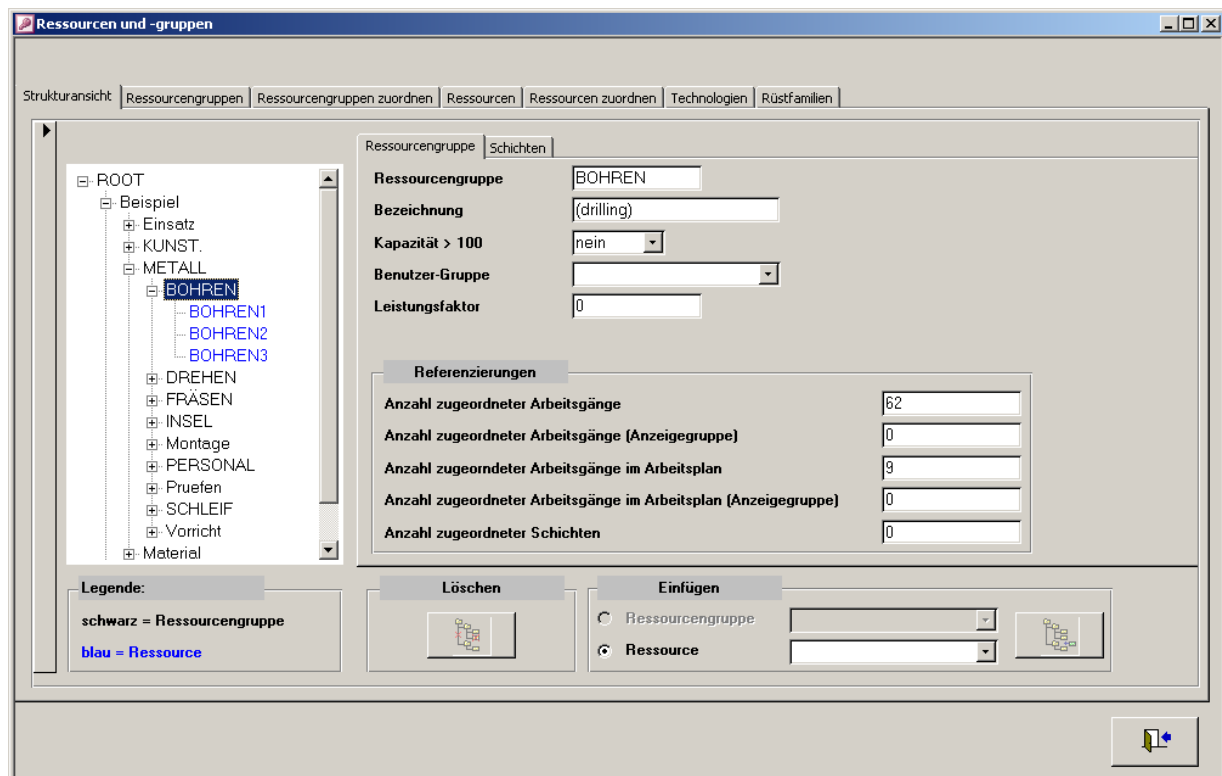 Ressourcen und -gruppen
Strukturansicht Ressourcengruppen Ressourcengruppen zuordnen Ressourcen Ressourcen zuordnen Technologien Rüstfamilien
Ressourcengruppe Schichten
ROOT
Beispiel
Einsatz
KUNST.
METALL
BOHREN
BOHREN1
BOHREN2
BOHREN3
DREHEN
FRÄSEN
INSEL
Montage
PERSONAL
Pruefen
SCHLEIF
Vorricht
Material
Ressourcengruppe BOHREN
Bezeichnung (drilling)
Kapazität > 100 nein
Benutzer-Gruppe
Leistungsfaktor 0
Referenzierungen
Anzahl zugeordneter Arbeitsgänge 62
Anzahl zugeordneter Arbeitsgänge (Anzeigegruppe) 0
Anzahl zugeorndeter Arbeitsgänge im Arbeitsplan 9
Anzahl zugeordneter Arbeitsgänge im Arbeitsplan (Anzeigegruppe) 0
Anzahl zugeordneter Schichten 0
Legende:
schwarz = Ressourcengruppe
blau = Ressource
Löschen
Einfügen
Ressourcengruppe
Ressource